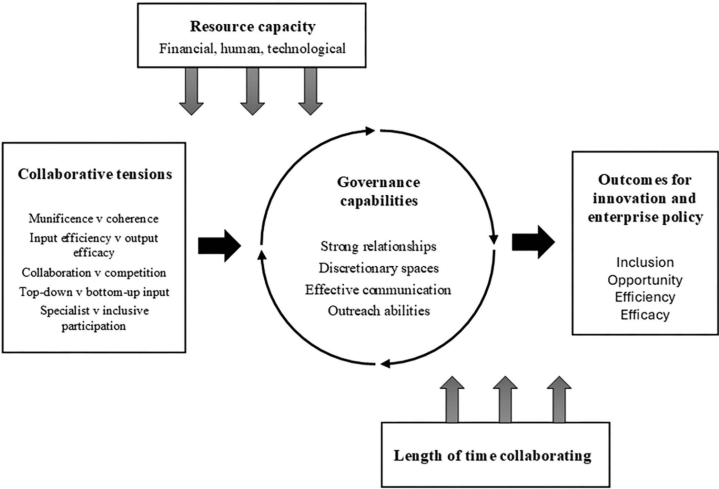 Resource capacity
Financial, human, technological
Collaborative tensions
Munificence v coherence
Input efficiency v output
efficacy
Collaboration v competition
Top-down v bottom-up input
Specialist v inclusive
participation
Governance
capabilities
Strong relationships
Discretionary spaces
Effective communication
Outreach abilities
Outcomes for
innovation and
enterprise policy
Inclusion
Opportunity
Efficiency
Efficacy
Length of time collaborating